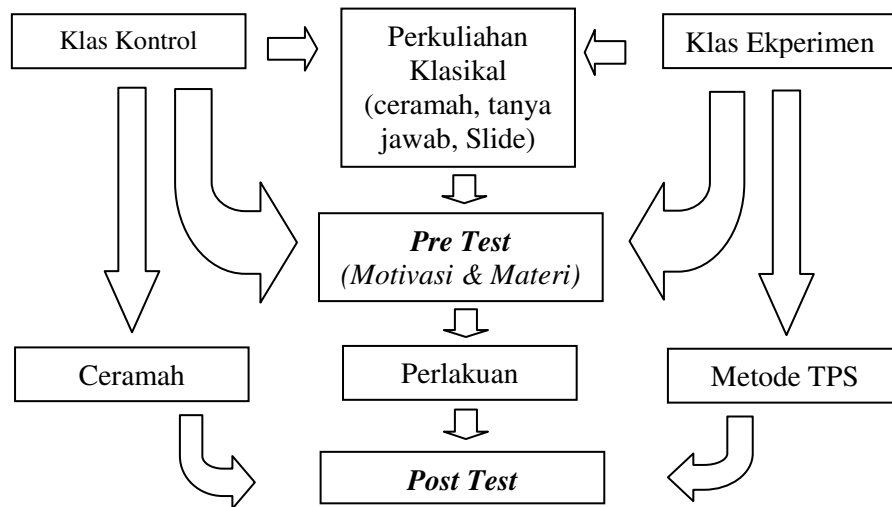 Klas Kontrol
Perkuliahan
Klasikal
(ceramah, tanya
jawab, Slide)
Klas Ekperimen
Pre Test
(Motivasi & Materi)
Ceramah
Perlakuan
Metode TPS
Post Test